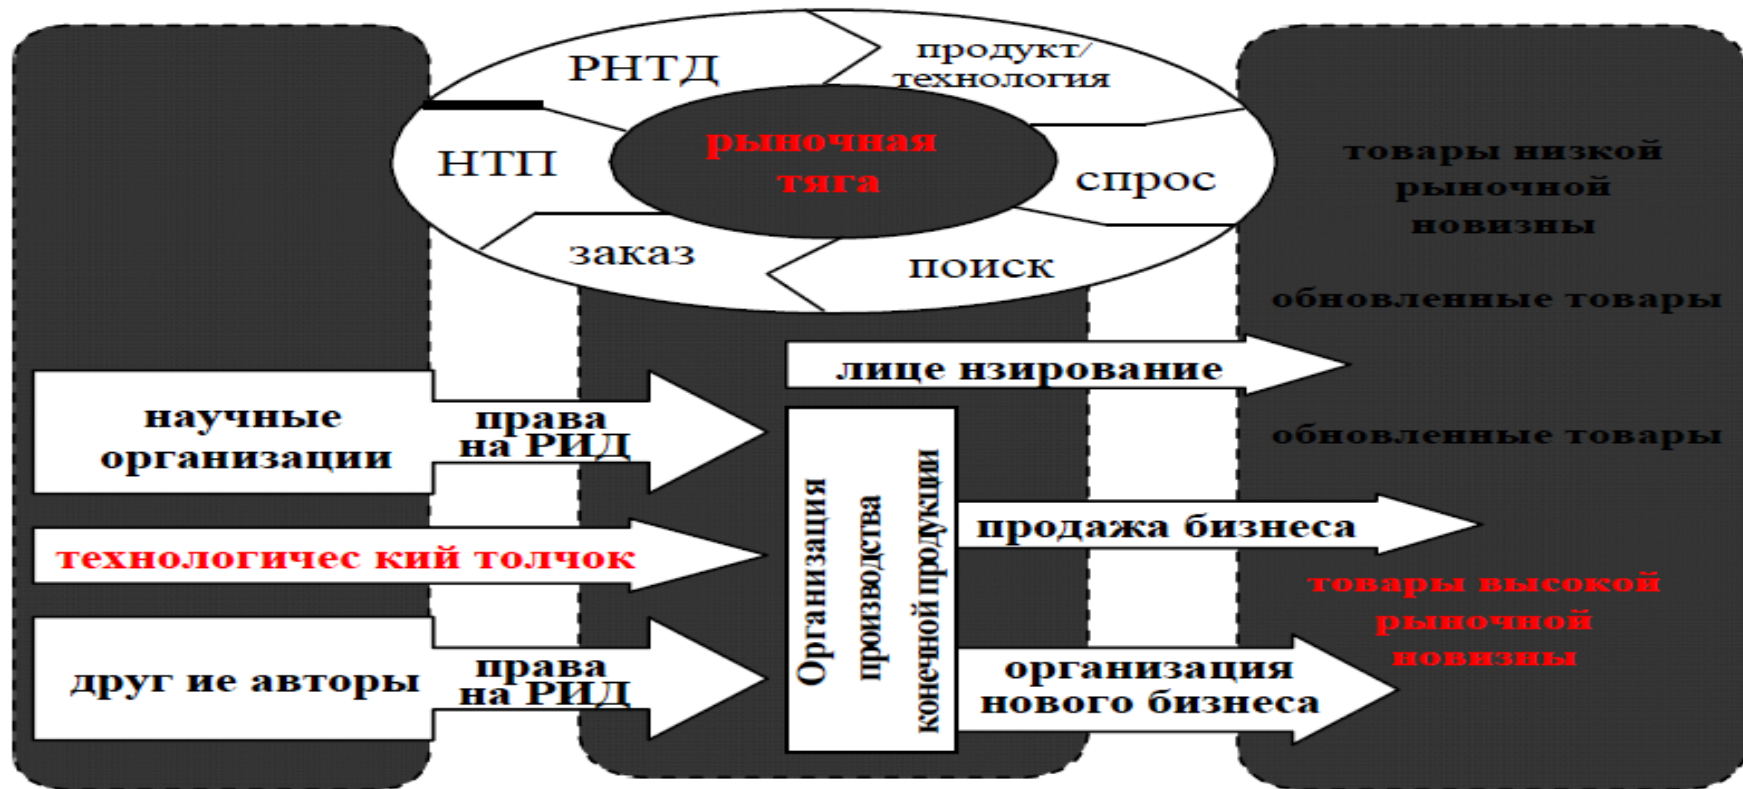 РНТД
продукт/
технология
НТП
рыночная
тяга
спрос
заказ
поиск
товары низкой
рыночной
новизны
обновленные товары
лице нзирование
научные
организации
права
на РИД
обновленные товары
Организация
производства
конечной продукции
продажа бизнеса
технологичес кий толчок
товары высокой
рыночной
новизны
друг ие авторы
права
на РИД
организация
нового бизнеса